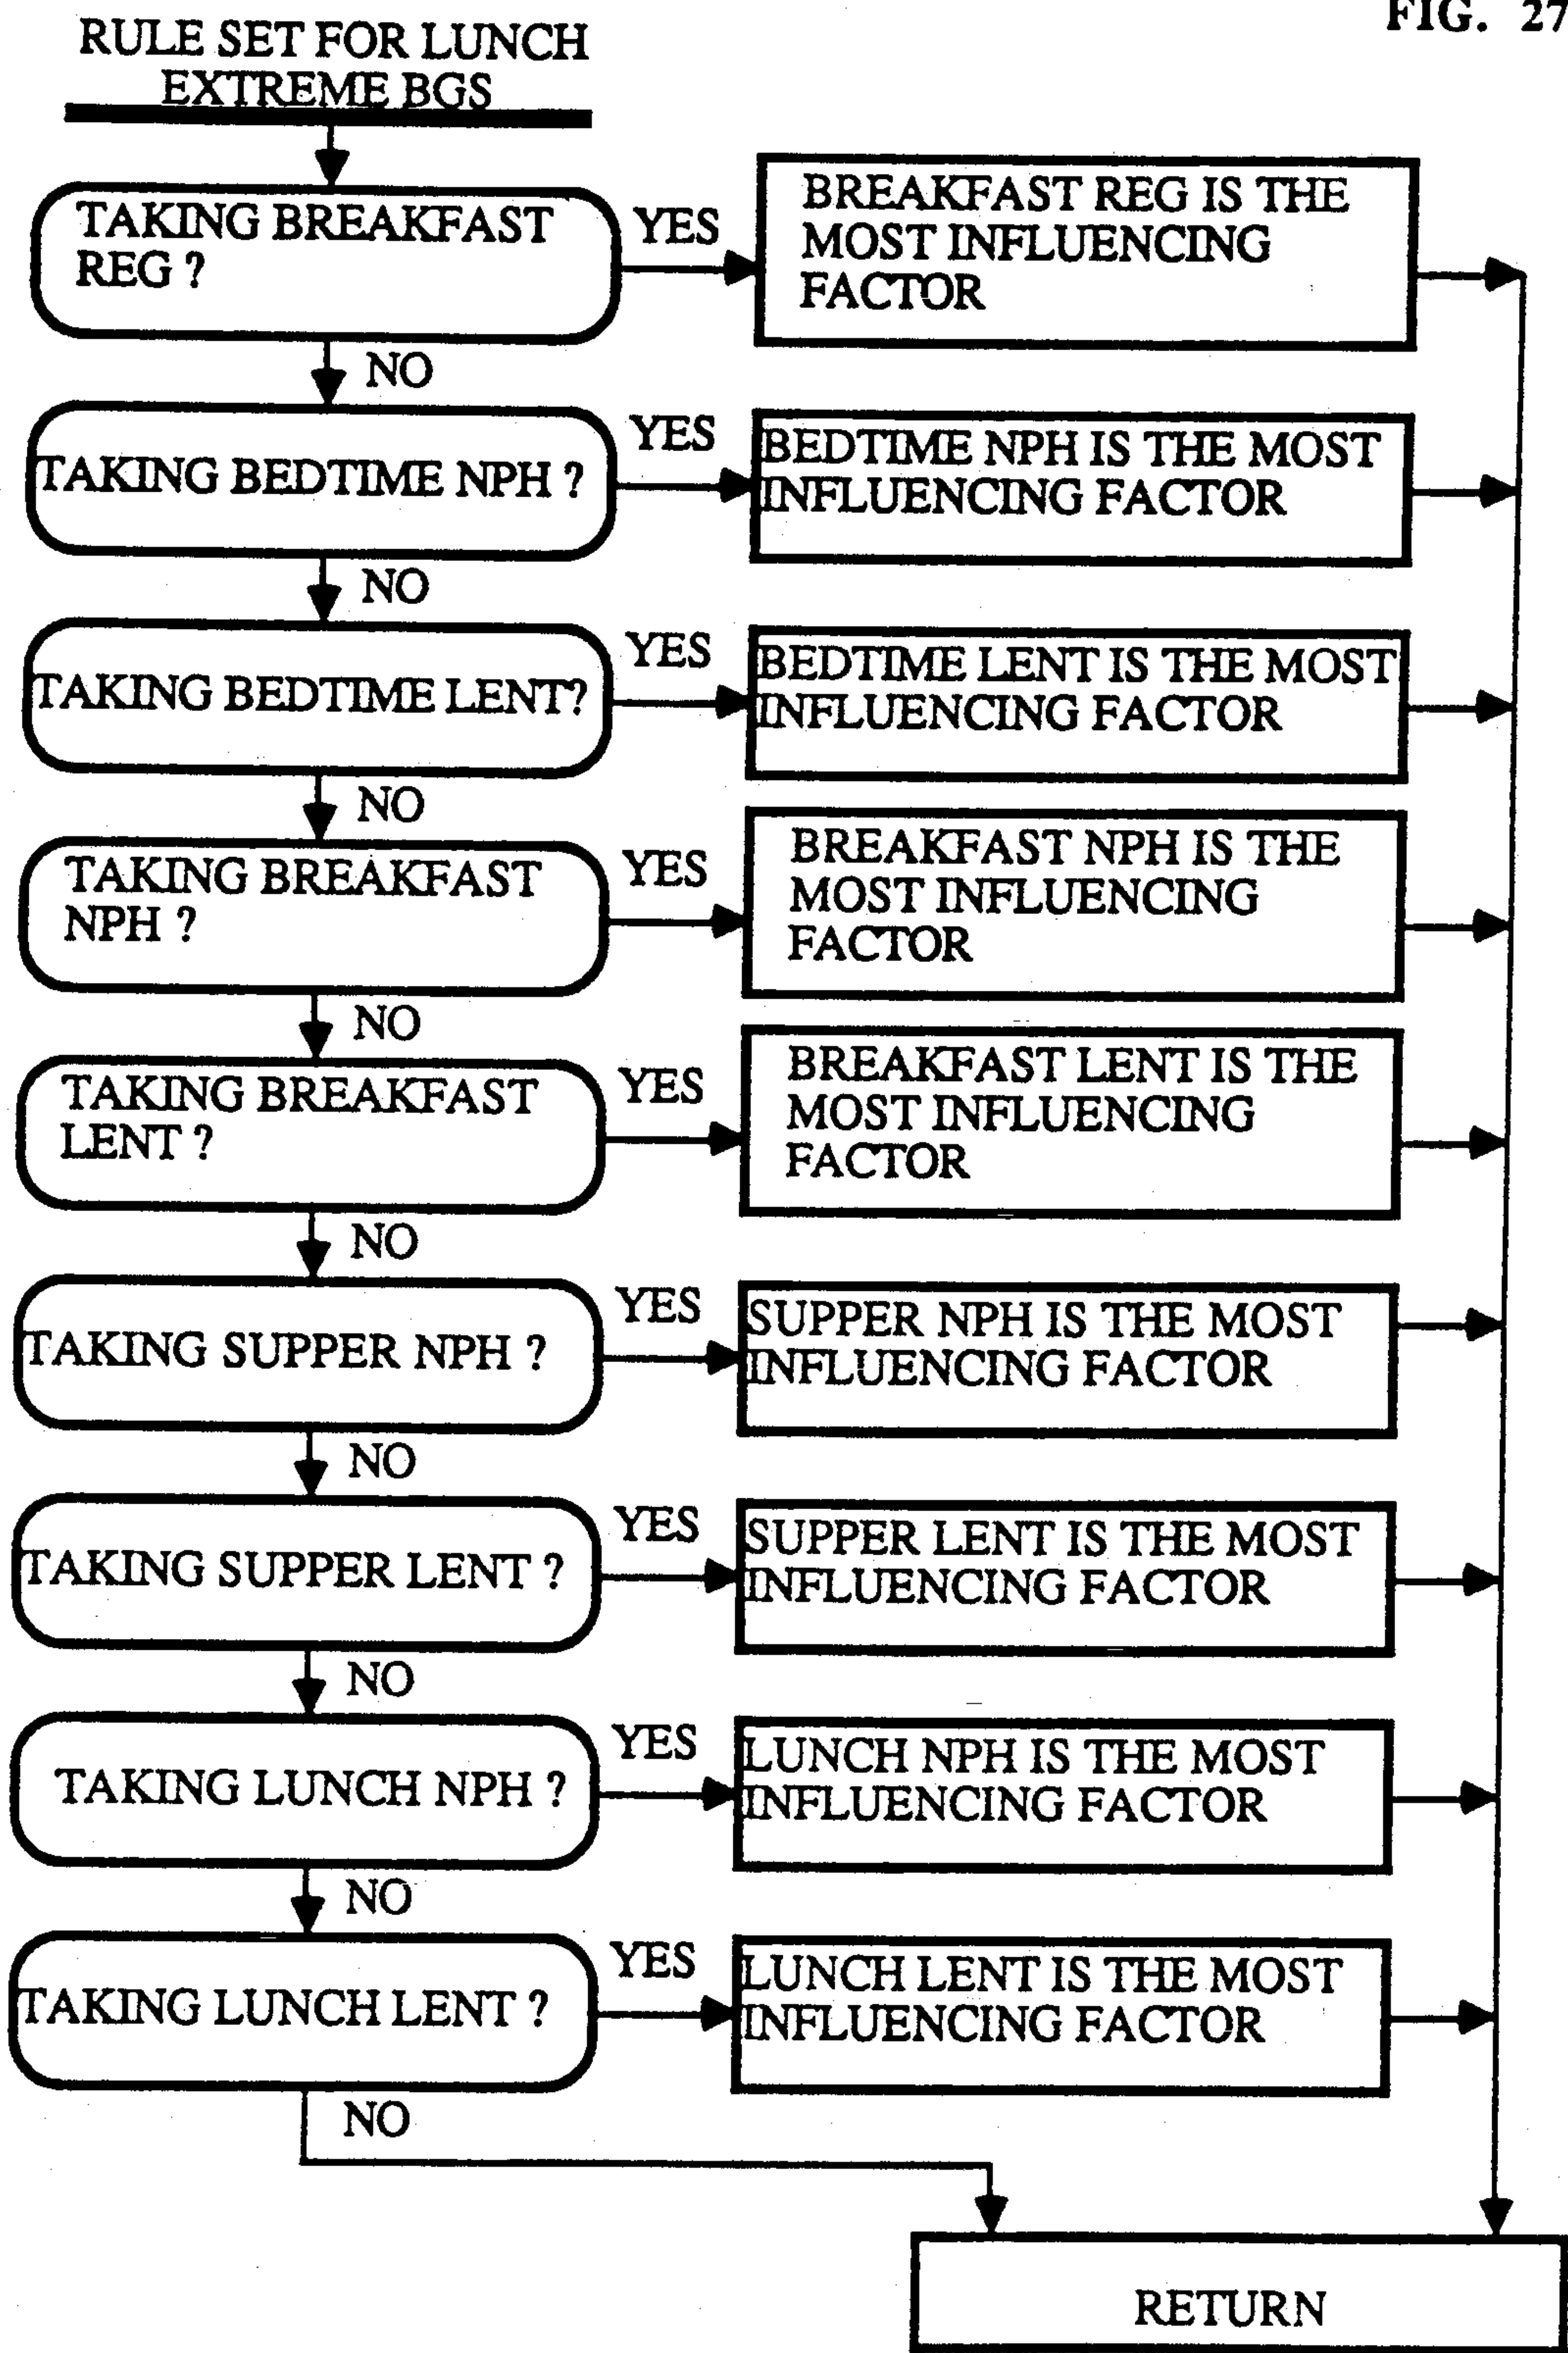 FIG. 27
RULE SET FOR LUNCH
EXTREME BGS
TAKING BREAKFAST
REG ?
YES
BREAKFAST REG IS THE
MOST INFLUENCING
FACTOR
NO
TAKING BEDTIME NPH ?
YES
BEDTIME NPH IS THE MOST
INFLUENCING FACTOR
NO
TAKING BEDTIME LENT?
YES
BEDTIME LENT IS THE MOST
INFLUENCING FACTOR
NO
TAKING BREAKFAST
NPH ?
YES
BREAKFAST NPH IS THE
MOST INFLUENCING
FACTOR
NO
TAKING BREAKFAST
LENT ?
YES
BREAKFAST LENT IS THE
MOST INFLUENCING
FACTOR
NO
TAKING SUPPER NPH ?
YES
SUPPER NPH IS THE MOST
INFLUENCING FACTOR
NO
TAKING SUPPER LENT ?
YES
SUPPER LENT IS THE MOST
INFLUENCING FACTOR
NO
TAKING LUNCH NPH ?
YES
LUNCH NPH IS THE MOST
INFLUENCING FACTOR
NO
TAKING LUNCH LENT ?
YES
LUNCH LENT IS THE MOST
INFLUENCING FACTOR
NO
RETURN